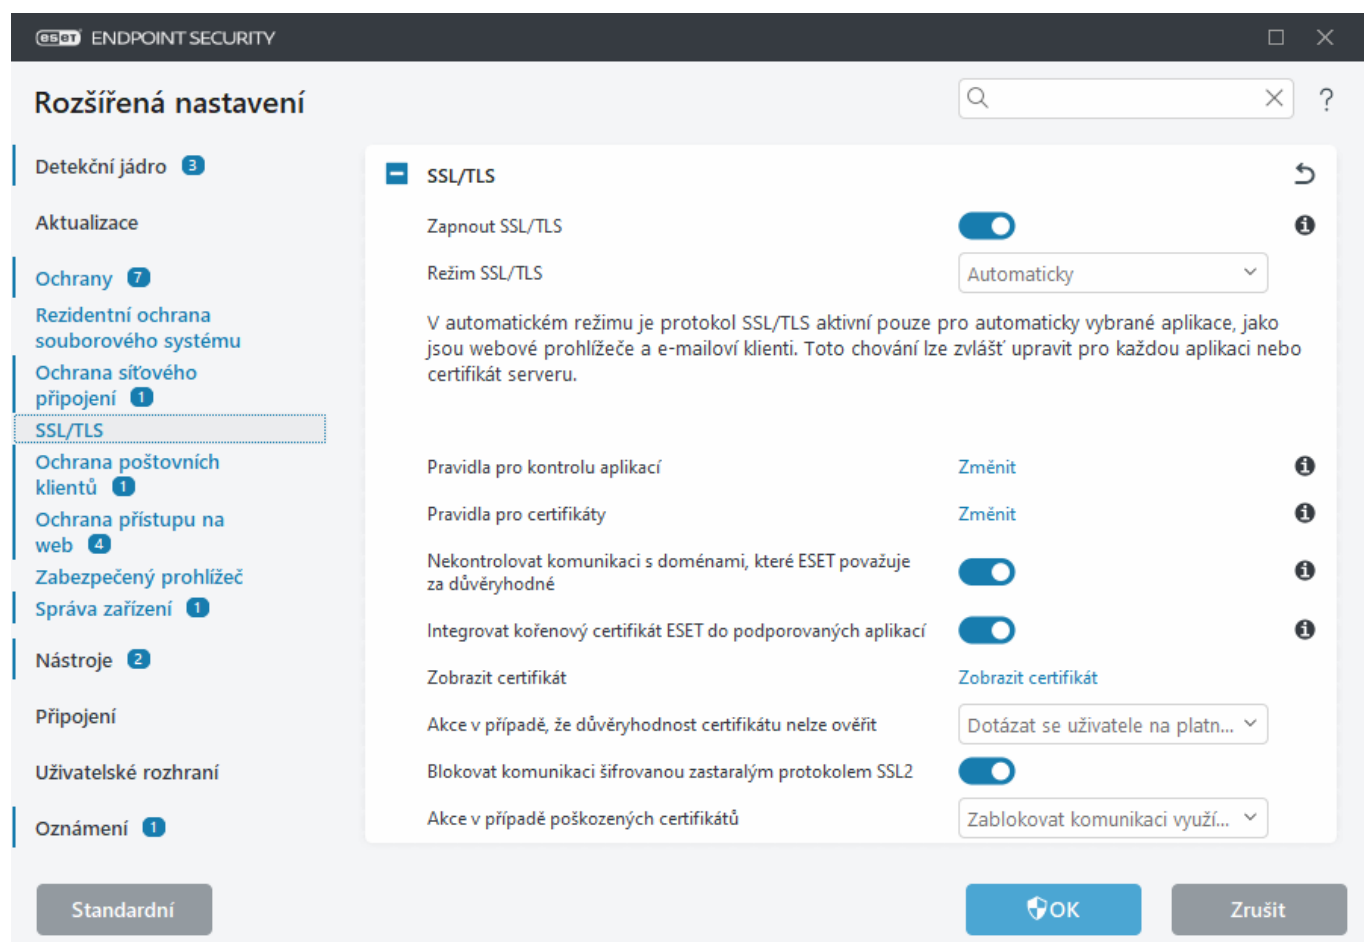 eset ENDPOINT SECURITY
Rozšířená nastavení
?
Detekční jádro 3
Aktualizace
Ochrany 7
Rezidentní ochrana
souborového systému
Ochrana síťového
připojení 1
SSL/TLS
Ochrana poštovních
klientů 1
Ochrana přístupu na
web 4
Zabezpečený prohlížeč
Správa zařízení 1
Nástroje 2
Připojení
Uživatelské rozhraní
Oznámení 1
SSL/TLS
Zapnout SSL/TLS
Režim SSL/TLS Automaticky
V automatickém režimu je protokol SSL/TLS aktivní pouze pro automaticky vybrané aplikace, jako
jsou webové prohlížeče a e-mailoví klienti. Toto chování lze zvlášť upravit pro každou aplikaci nebo
certifikát serveru.
Pravidla pro kontrolu aplikací Změnit
Pravidla pro certifikáty Změnit
Nekontrolovat komunikaci s doménami, které ESET považuje
za důvěryhodné
Integrovat kořenový certifikát ESET do podporovaných aplikací
Zobrazit certifikát Zobrazit certifikát
Akce v případě, že důvěryhodnost certifikátu nelze ověřit Dotázat se uživatele na platn...
Blokovat komunikaci šifrovanou zastaralým protokolem SSL2
Akce v případě poškozených certifikátů Zablokovat komunikaci využí...
Standardní OK Zrušit